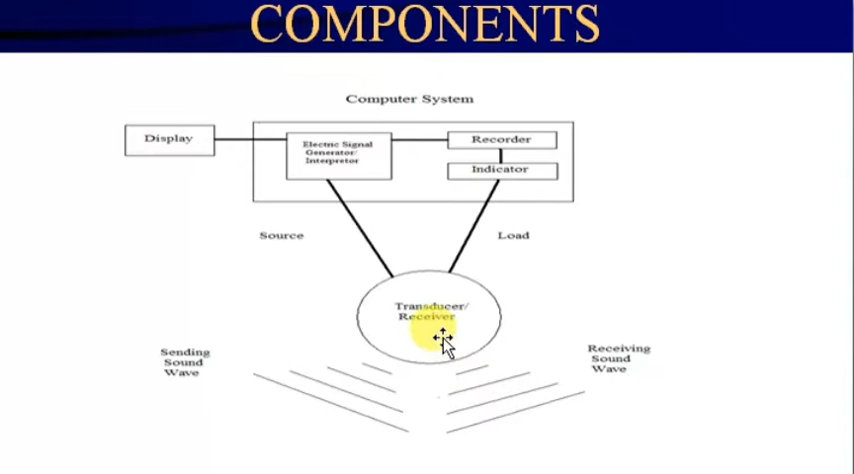 COMPONENTS
Computer System
Display
Electric Signal
Generator/
Interpretor
Recorder
Indicator
Source
Load
Transducer/
Receiver
Sending
Sound
Wave
Receiving
Sound
Wave